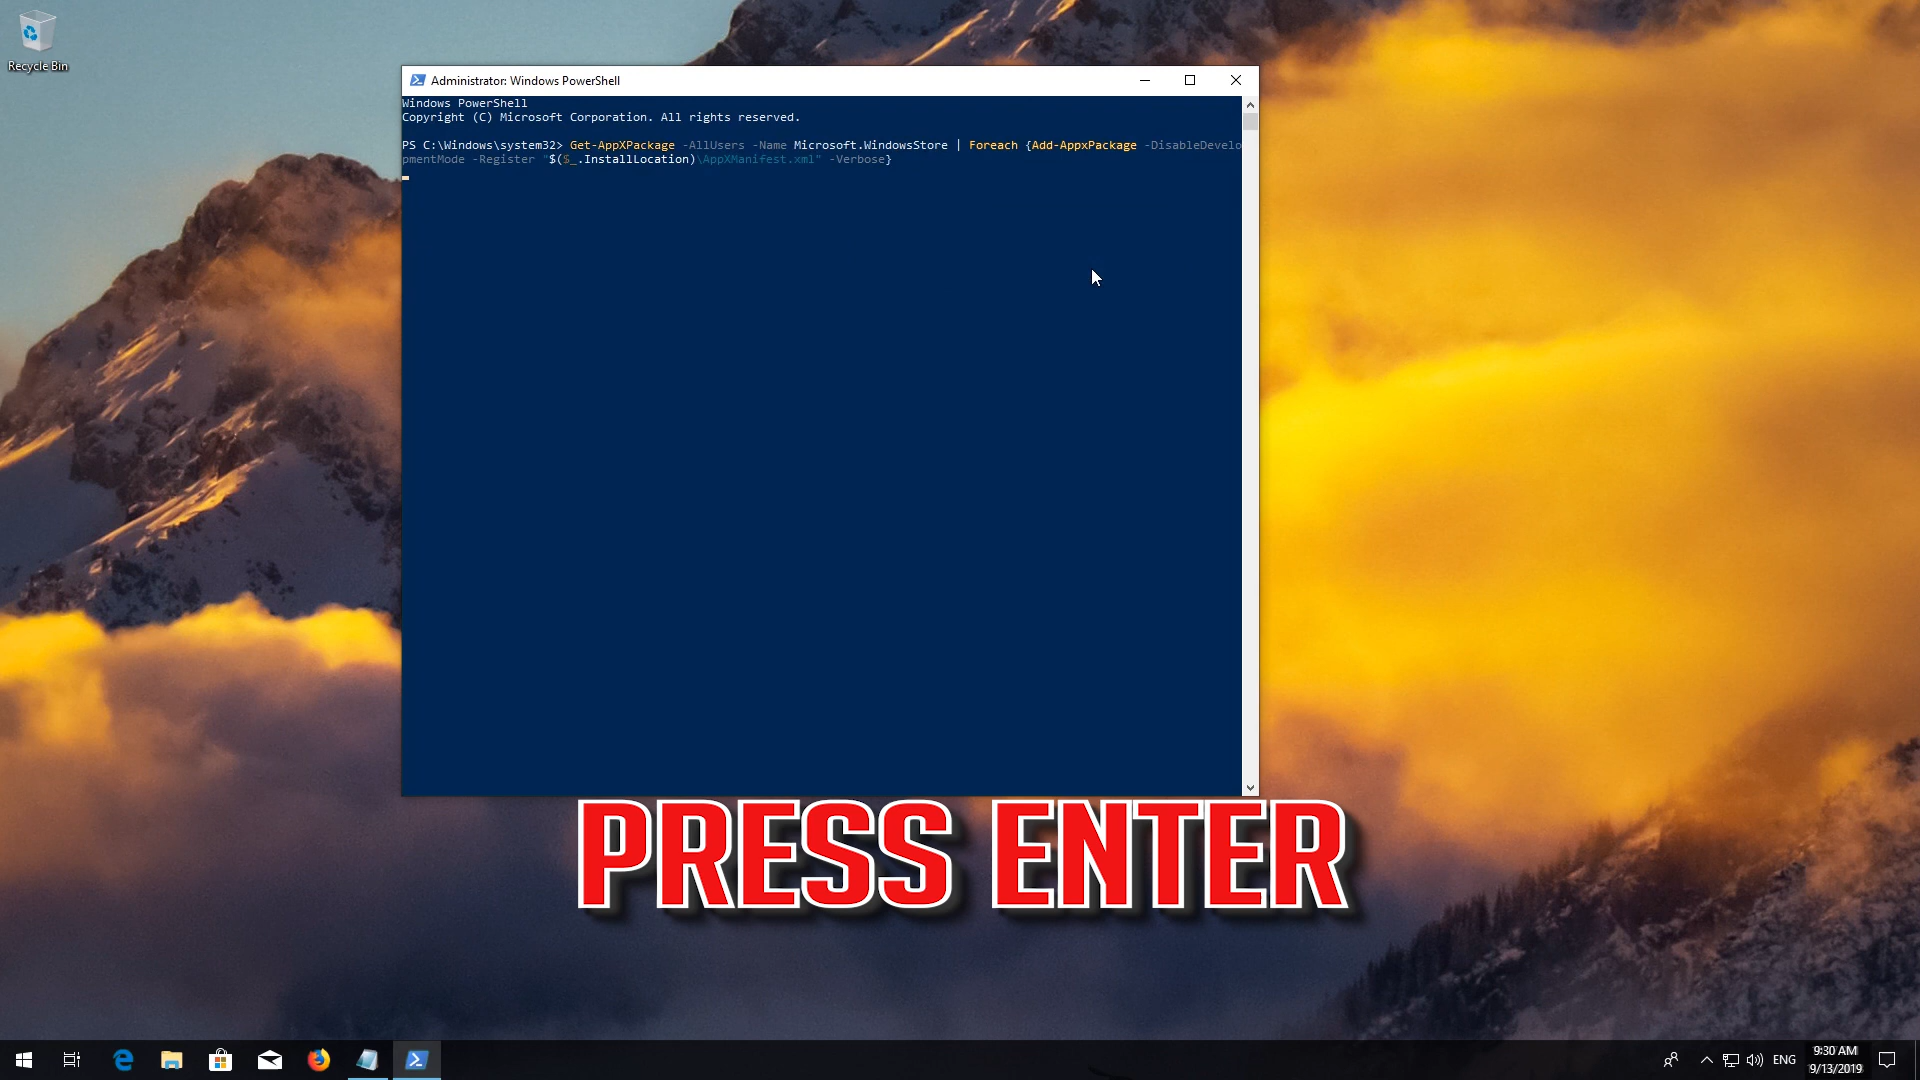 Recycle Bin
Administrator: Windows PowerShell
Windows PowerShell
Copyright (C) Microsoft Corporation. All rights reserved.
PS C:\Windows\system32> Get-AppXPackage -AllUsers -Name Microsoft.WindowsStore | Foreach {Add-AppxPackage -DisableDevelo
pmentMode -Register "$($_.InstallLocation)\AppXManifest.xml" -Verbose}
PRESS ENTER
ENG
9:30 AM
9/13/2019